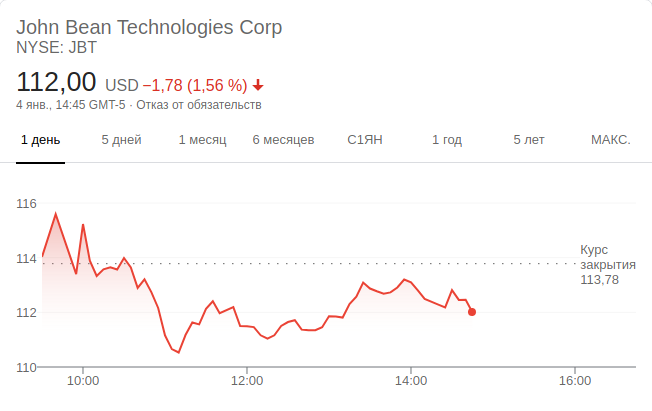 John Bean Technologies Corp
NYSE: JBT
112,00 USD −1,78 (1,56 %)
4 янв., 14:45 GMT-5 · Отказ от обязательств
1 день 5 дней 1 месяц 6 месяцев С1ЯН 1 год 5 лет МАКС.
116
114
112
110
Курс
закрытия
113,78
10:00 12:00 14:00 16:00